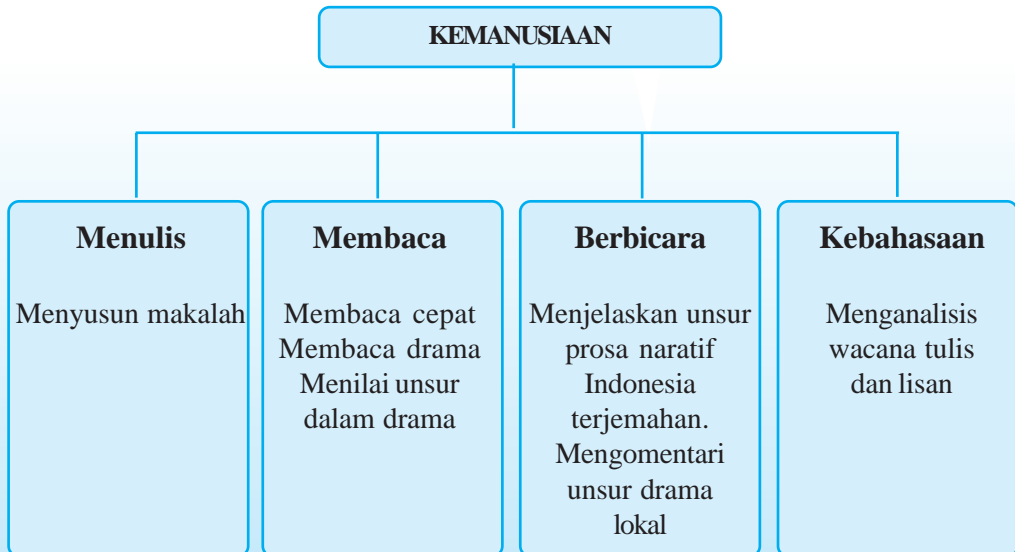 KEMANUSIAAN
Menulis
Menyusun makalah
Membaca
Membaca cepat
Membaca drama
Menilai unsur
dalam drama
Berbicara
Menjelaskan unsur
prosa naratif
Indonesia
terjemahan.
Mengomentari
unsur drama
lokal
Kebahasaan
Menganalisis
wacana tulis
dan lisan